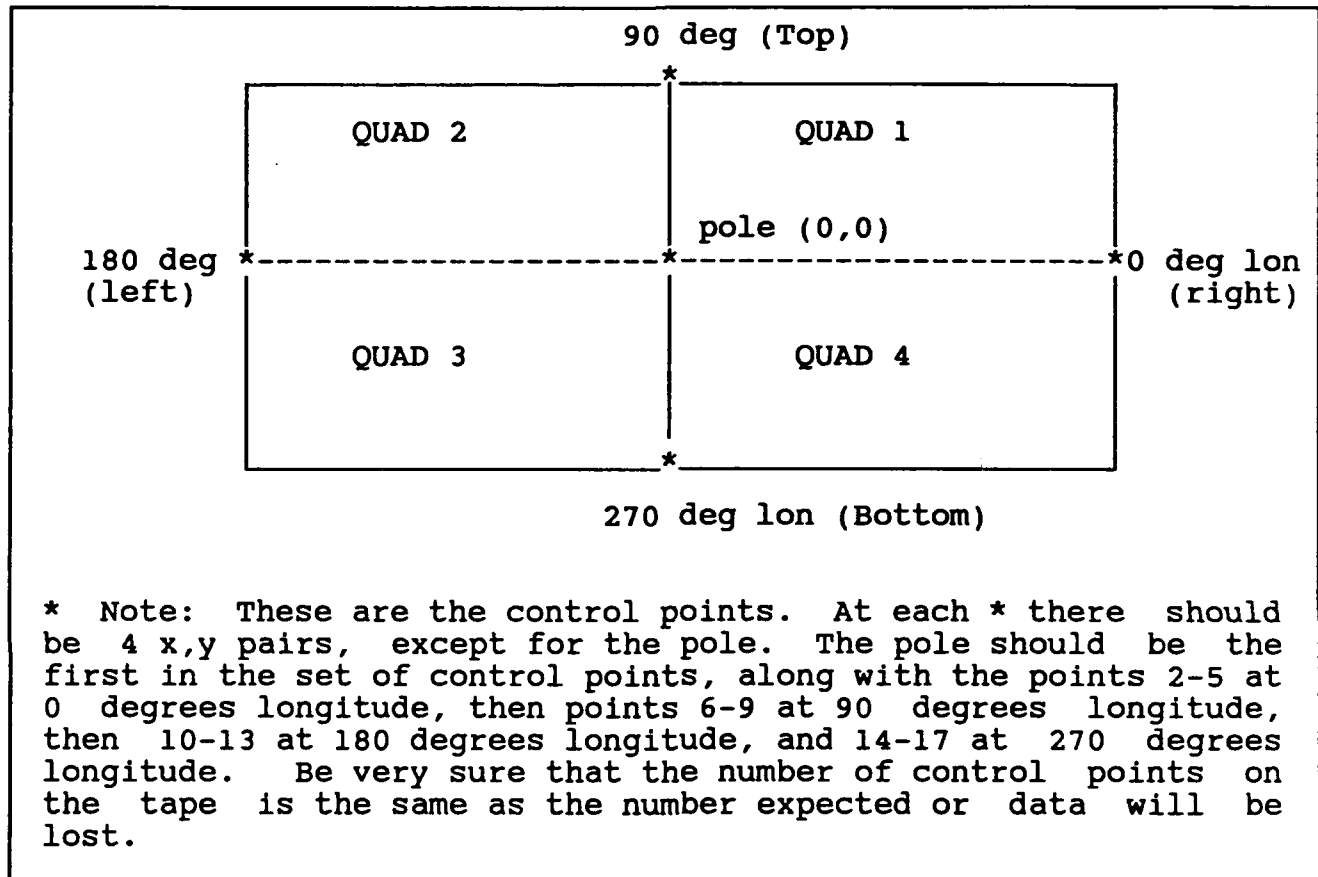 90 deg (Top)
*
QUAD 2 QUAD 1
pole (0,0)
180 deg *--------------------------*---------------------------*0 deg lon
(left) (right)
QUAD 3 QUAD 4
*
270 deg lon (Bottom)
* Note: These are the control points. At each * there should
be 4 x,y pairs, except for the pole. The pole should be the
first in the set of control points, along with the points 2-5 at
0 degrees longitude, then points 6-9 at 90 degrees longitude,
then 10-13 at 180 degrees longitude, and 14-17 at 270 degrees
longitude. Be very sure that the number of control points on
the tape is the same as the number expected or data will be
lost.